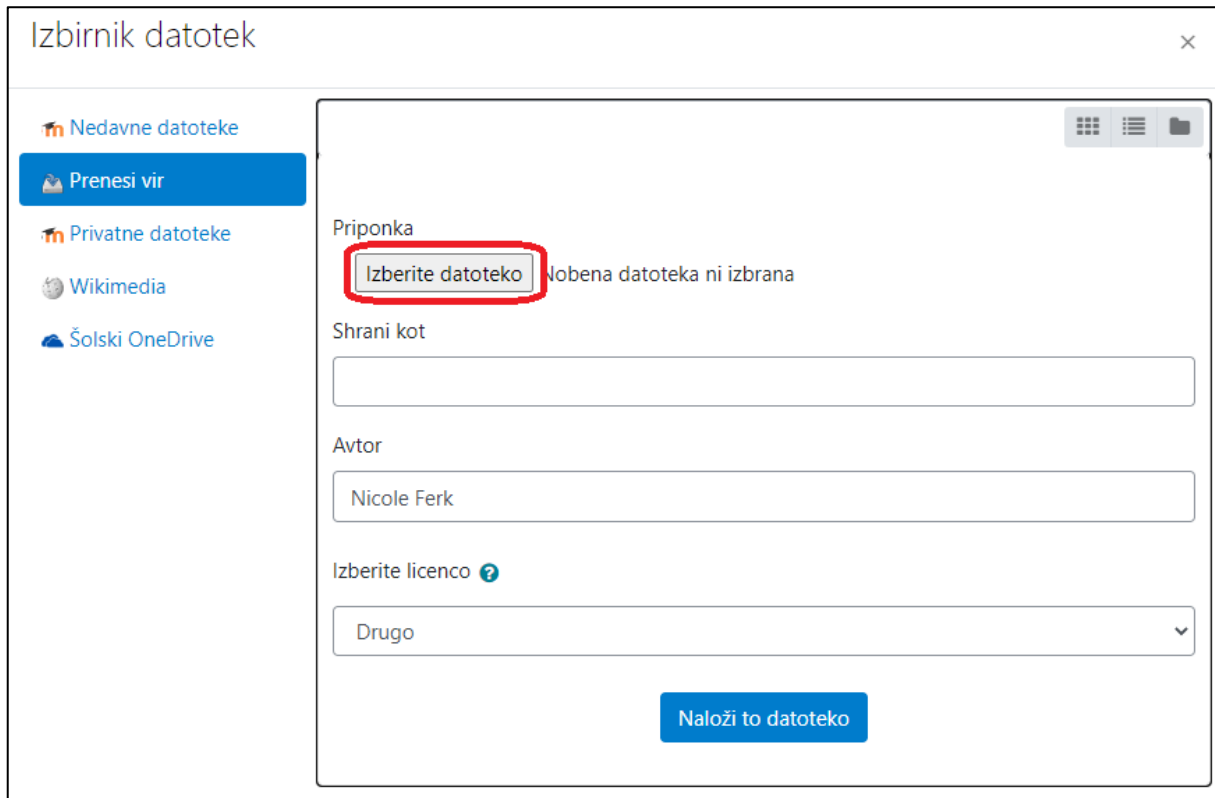 Izbirnik datotek
×
Nedavne datoteke
Prenesi vir
Privatne datoteke
Wikimedia
Šolski OneDrive
Priponka
Izberite datoteko Nobena datoteka ni izbrana
Shrani kot
Avtor
Nicole Ferk
Izberite licenco ?
Drugo
Naloži to datoteko